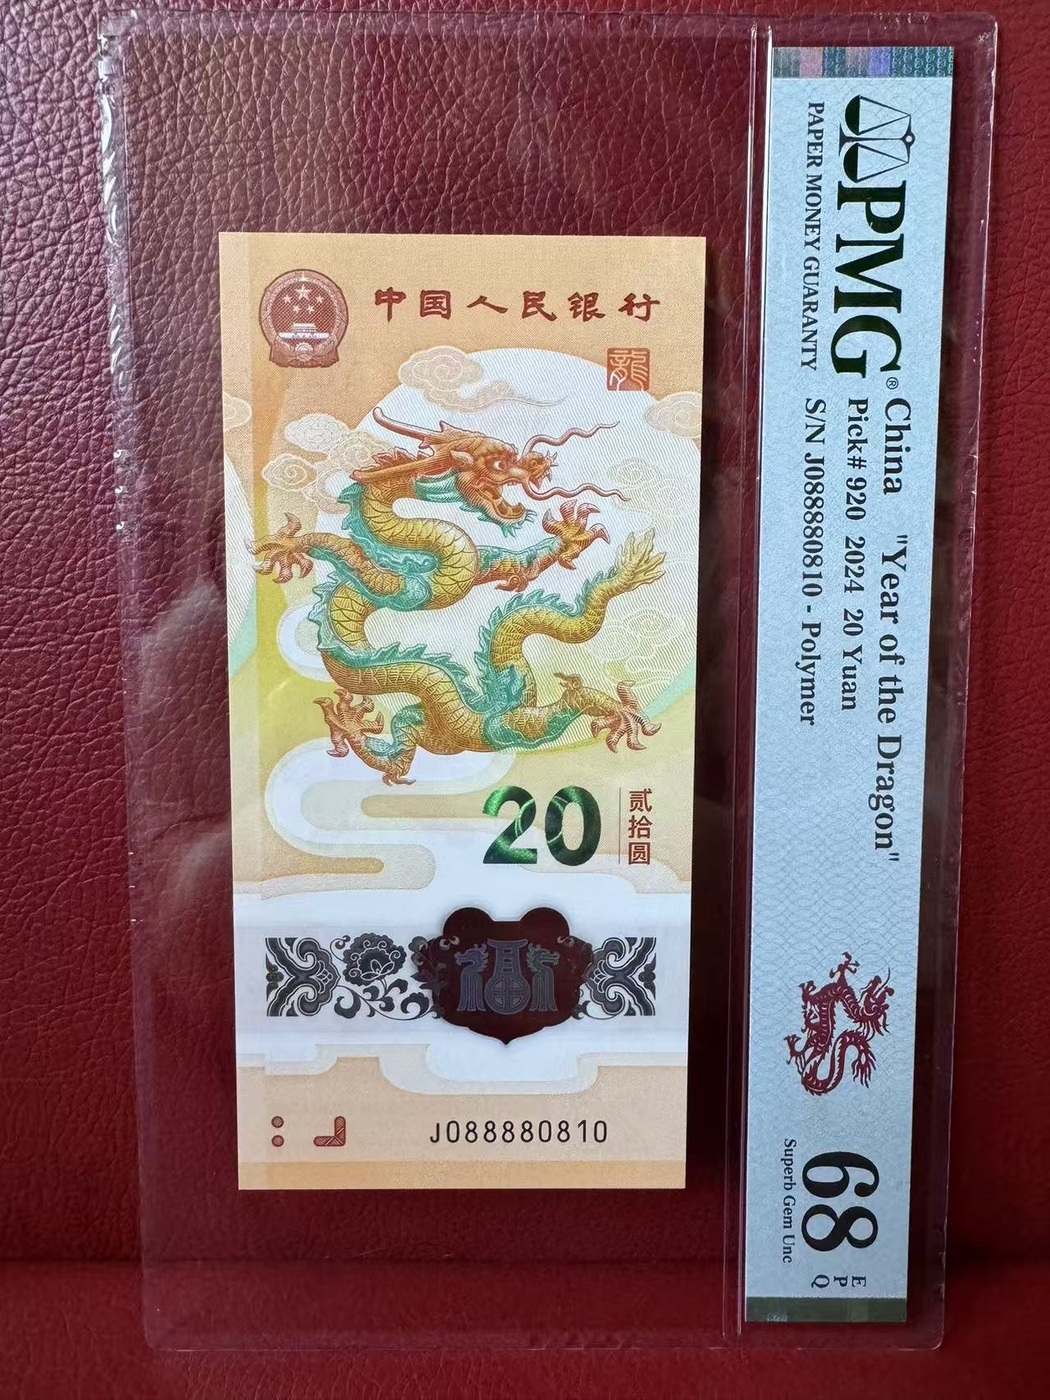 中国人民银行
龍
20
贰拾圆
J088880810
PMG®
PAPER MONEY GUARANTY
China "Year of the Dragon"
Pick# 920 2024 20 Yuan
S/N J088880810 - Polymer
68
EPQ
Superb Gem Unc